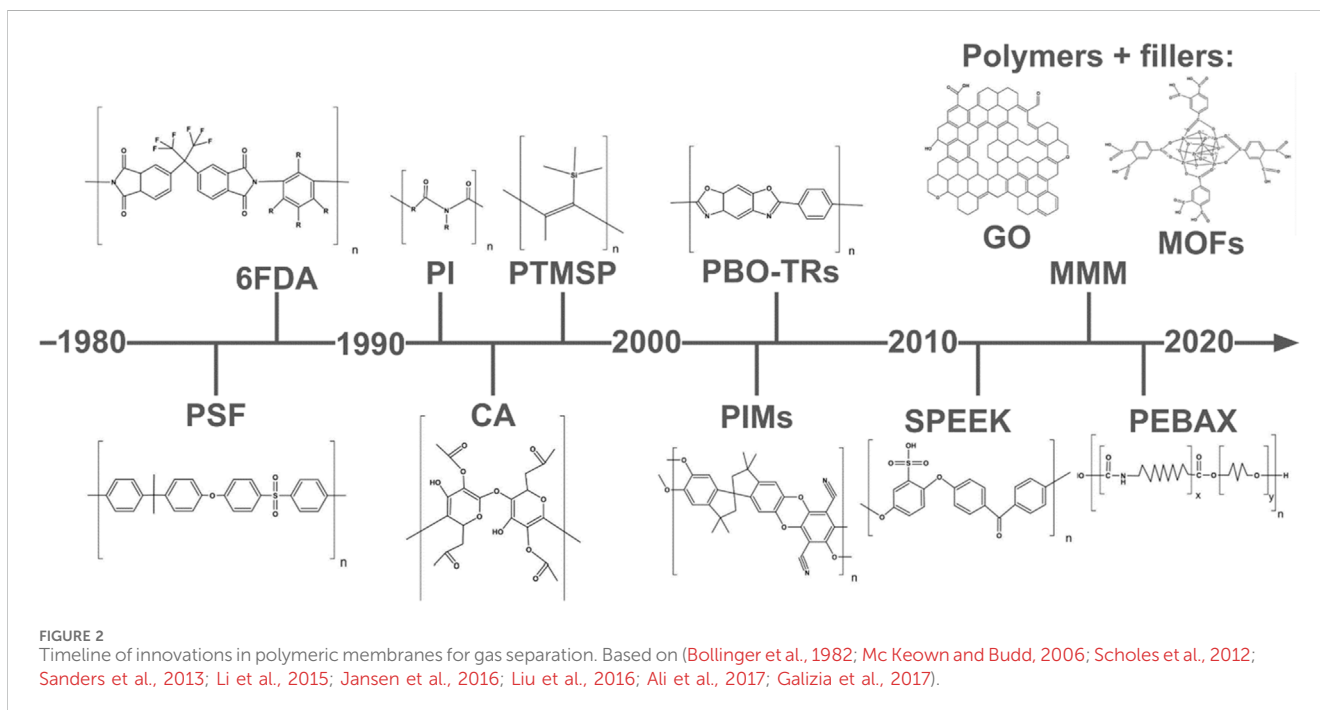 Polymers + fillers:
6FDA
PI
PTMSP
PBO-TRs
GO
MOFs
MMM
1980
1990
2000
2010
2020
PSF
CA
PIMs
SPEEK
PEBAX
FIGURE 2
Timeline of innovations in polymeric membranes for gas separation. Based on (Bollinger et al., 1982; Mc Keown and Budd, 2006; Scholes et al., 2012;
Sanders et al., 2013; Li et al., 2015; Jansen et al., 2016; Liu et al., 2016; Ali et al., 2017; Galizia et al., 2017).